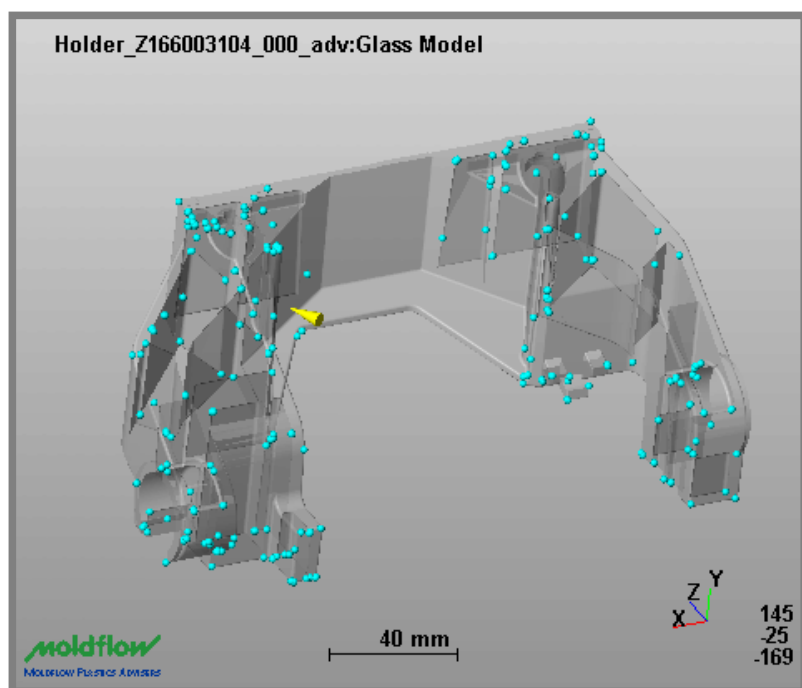 Holder_Z166003104_000_adv:Glass Model
Y
Z
X
145
-25
-169
40 mm
moldflow
MOLDFLOW PLASTICS ADVISERS